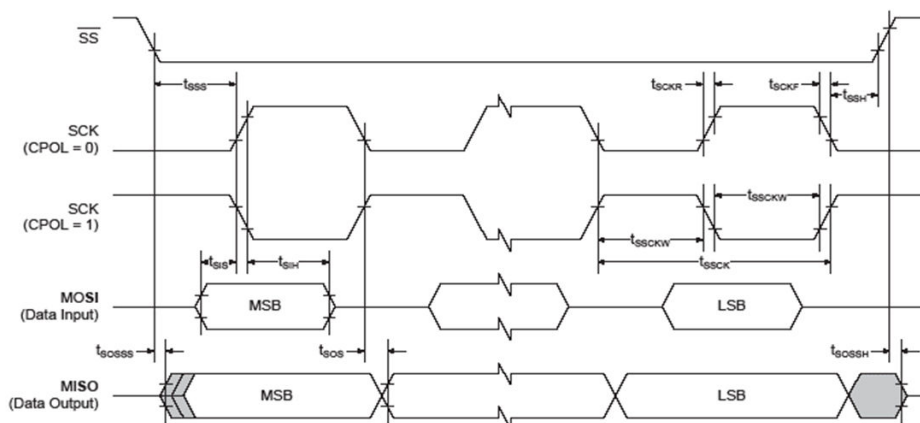 SS
tSSS
tSCKR
tSCKF
tSSH
SCK
(CPOL = 0)
SCK
(CPOL = 1)
tSSCKW
tSSCKW
tSSCK
tSIS
tSIH
MOSI
(Data Input)
MSB
LSB
tSOSSS
tSOS
tSOSSH
MISO
(Data Output)
MSB
LSB